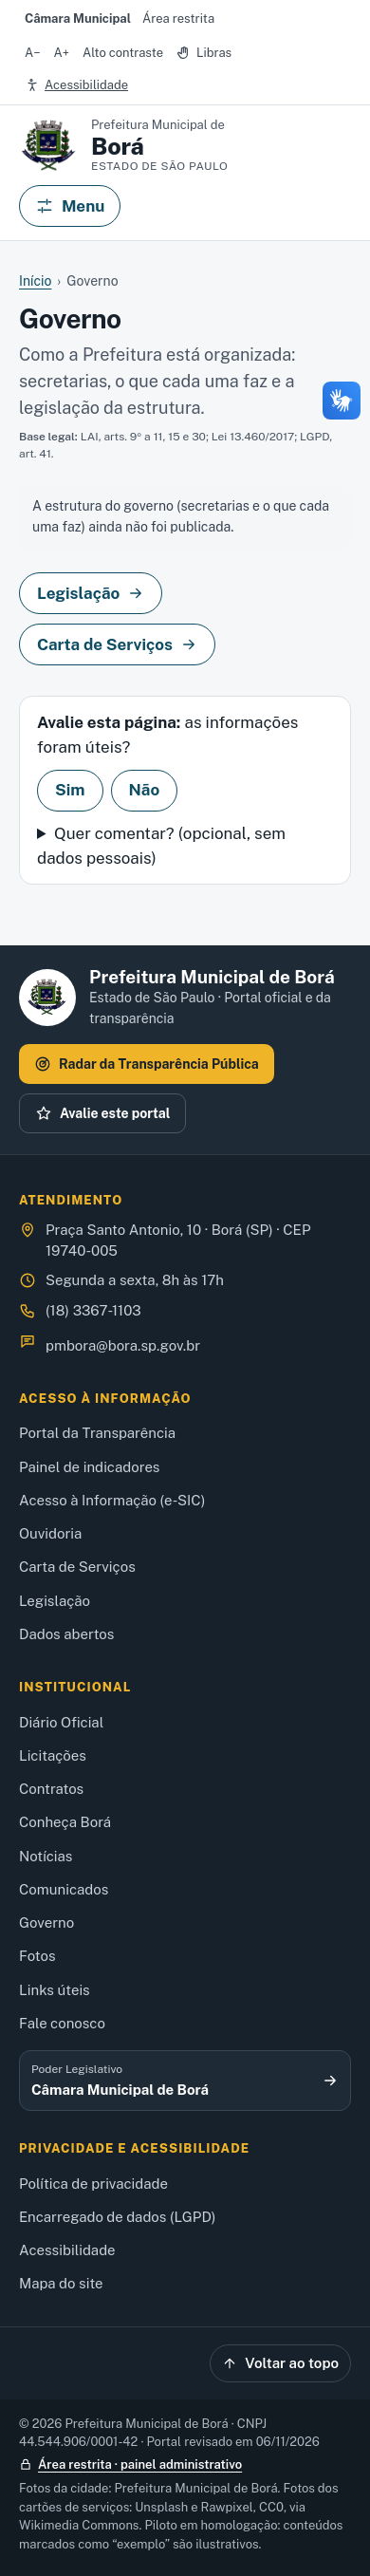 Câmara Municipal Área restrita
A− A+ Alto contraste Libras
Acessibilidade
Prefeitura Municipal de
Borá
ESTADO DE SÃO PAULO
Menu
Início › Governo
Governo
Como a Prefeitura está organizada:
secretarias, o que cada uma faz e a
legislação da estrutura.
Base legal: LAI, arts. 9º a 11, 15 e 30; Lei 13.460/2017; LGPD,
art. 41.
A estrutura do governo (secretarias e o que cada
uma faz) ainda não foi publicada.
Legislação →
Carta de Serviços →
Avalie esta página: as informações
foram úteis?
Sim Não
▶ Quer comentar? (opcional, sem
dados pessoais)
Prefeitura Municipal de Borá
Estado de São Paulo · Portal oficial e da
transparência
Radar da Transparência Pública
Avalie este portal
ATENDIMENTO
Praça Santo Antonio, 10 · Borá (SP) · CEP
19740-005
Segunda a sexta, 8h às 17h
(18) 3367-1103
pmbora@bora.sp.gov.br
ACESSO À INFORMAÇÃO
Portal da Transparência
Painel de indicadores
Acesso à Informação (e-SIC)
Ouvidoria
Carta de Serviços
Legislação
Dados abertos
INSTITUCIONAL
Diário Oficial
Licitações
Contratos
Conheça Borá
Notícias
Comunicados
Governo
Fotos
Links úteis
Fale conosco
Poder Legislativo
Câmara Municipal de Borá →
PRIVACIDADE E ACESSIBILIDADE
Política de privacidade
Encarregado de dados (LGPD)
Acessibilidade
Mapa do site
↑ Voltar ao topo
© 2026 Prefeitura Municipal de Borá · CNPJ
44.544.906/0001-42 · Portal revisado em 06/11/2026
Área restrita · painel administrativo
Fotos da cidade: Prefeitura Municipal de Borá. Fotos dos
cartões de serviços: Unsplash e Rawpixel, CC0, via
Wikimedia Commons. Piloto em homologação: conteúdos
marcados como “exemplo” são ilustrativos.